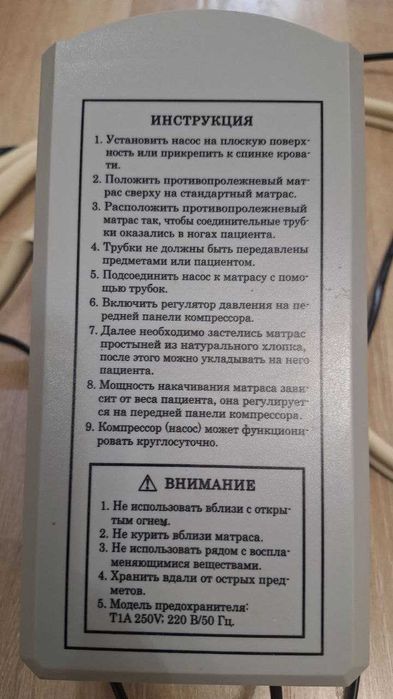 ИНСТРУКЦИЯ
1. Установить насос на плоскую поверх-
ность или прикрепить к спинке крова-
ти.
2. Положить противопролежневый мат-
рас сверху на стандартный матрас.
3. Расположить противопролежневый
матрас так, чтобы соединительные труб-
ки оказались в ногах пациента.
4. Трубки не должны быть передавлены
предметами или пациентом.
5. Подсоединить насос к матрасу с помо-
щью трубок.
6. Включить регулятор давления на пе-
редней панели компрессора.
7. Далее необходимо застелись матрас
простыней из натурального хлопка,
после этого можно укладывать на него
пациента.
8. Мощность накачивания матраса зави-
сит от веса пациента, она регулирует-
ся на передней панели компрессора.
9. Компрессор (насос) может функциони-
ровать круглосуточно.
ВНИМАНИЕ
1. Не использовать вблизи с откры-
тым огнем.
2. Не курить вблизи матраса.
3. Не использовать рядом с воспла-
меняющимися веществами.
4. Хранить вдали от острых пред-
метов.
5. Модель предохранителя:
T1A 250V; 220 В/50 Гц.